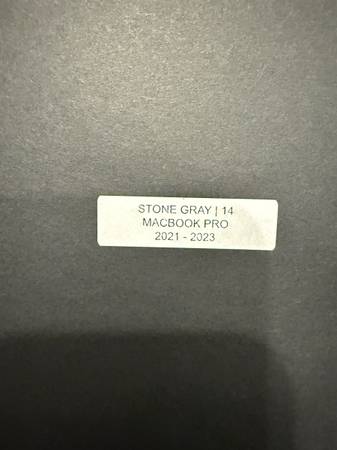 STONE GRAY | 14
MACBOOK PRO
2021 - 2023